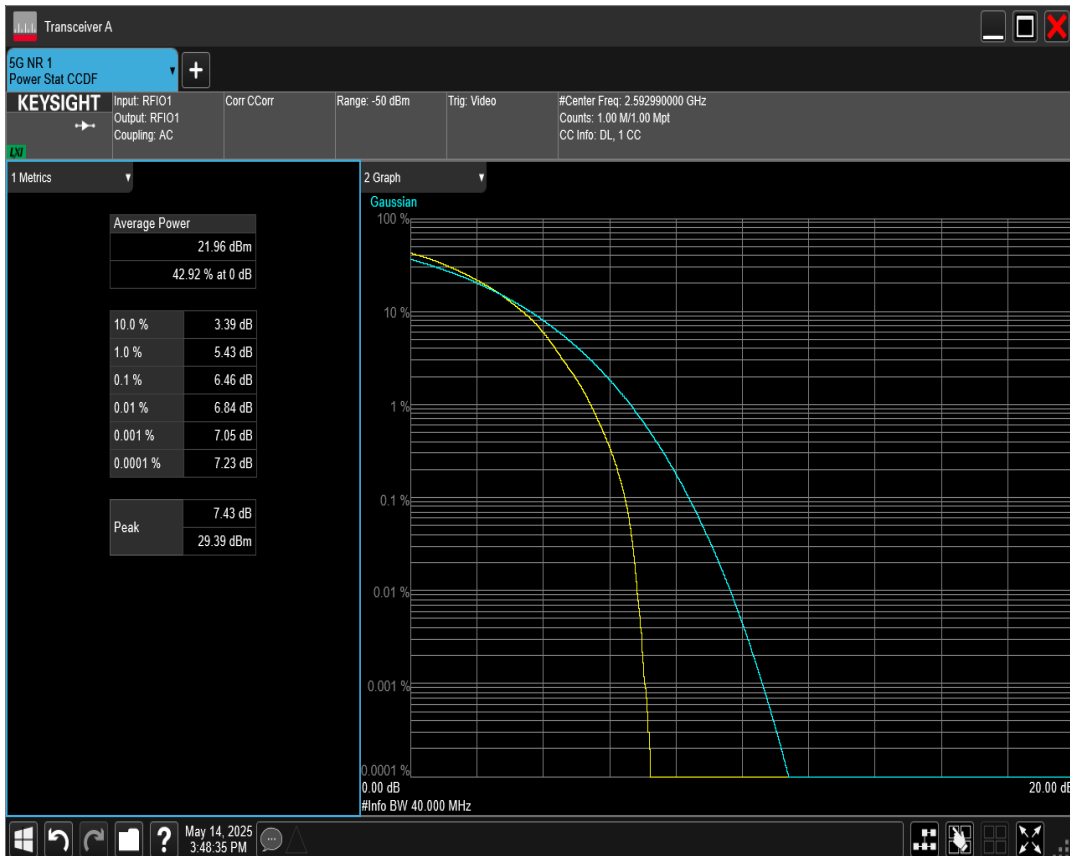 Transceiver A
5G NR 1
Power Stat CCDF
+
KEYSIGHT
LXI
Input: RFIO1
Output: RFIO1
Coupling: AC
Corr CCorr
Range: -50 dBm
Trig: Video
#Center Freq: 2.592990000 GHz
Counts: 1.00 M/1.00 Mpt
CC Info: DL, 1 CC
1 Metrics
Average Power
21.96 dBm
42.92 % at 0 dB
10.0 % 3.39 dB
1.0 % 5.43 dB
0.1 % 6.46 dB
0.01 % 6.84 dB
0.001 % 7.05 dB
0.0001 % 7.23 dB
Peak 7.43 dB
29.39 dBm
2 Graph
Gaussian
100 %
10 %
1 %
0.1 %
0.01 %
0.001 %
0.0001 %
0.00 dB 20.00 dB
#Info BW 40.000 MHz
? May 14, 2025
3:48:35 PM